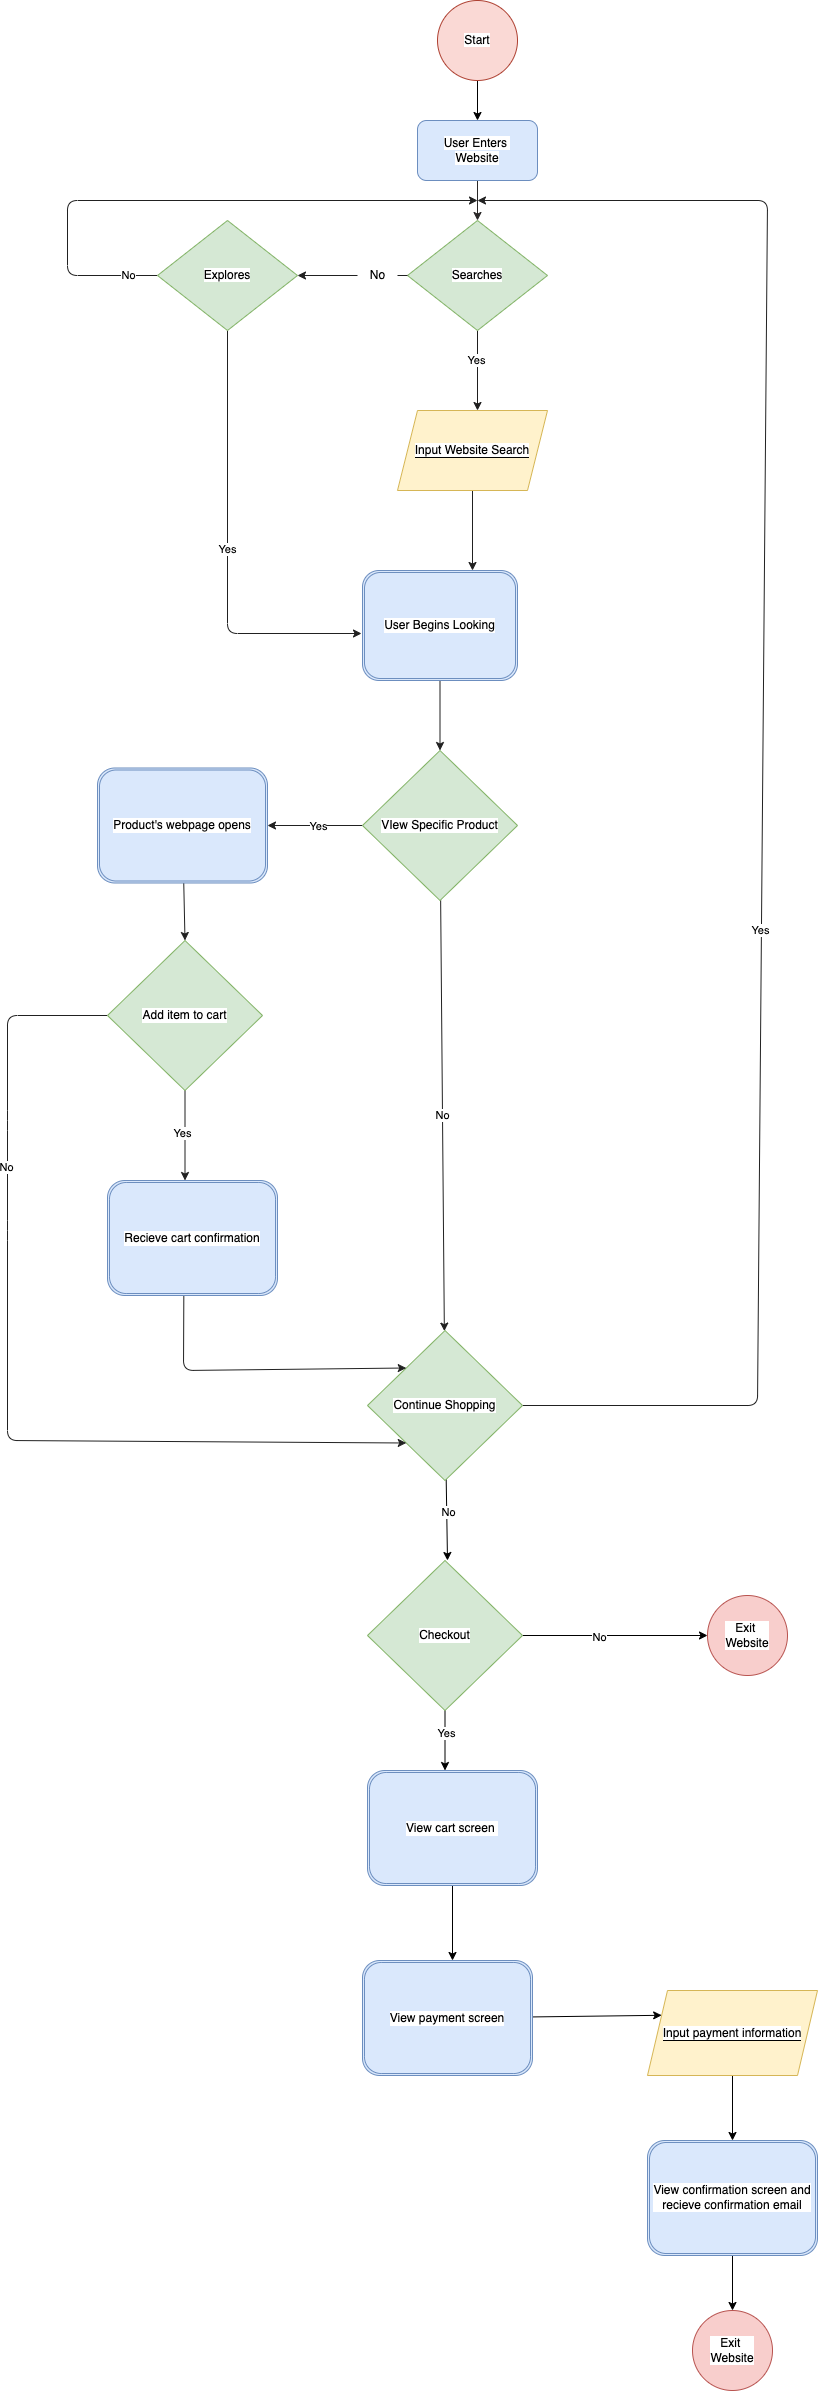 Start
User Enters
Website
Explores
Searches
No
No
Yes
Input Website Search
Yes
User Begins Looking
Product's webpage opens
Yes
VIew Specific Product
Yes
Add item to cart
No
Yes
No
Recieve cart confirmation
Continue Shopping
No
Checkout
No
Exit
Website
Yes
View cart screen
View payment screen
Input payment information
View confirmation screen and
recieve confirmation email
Exit
Website